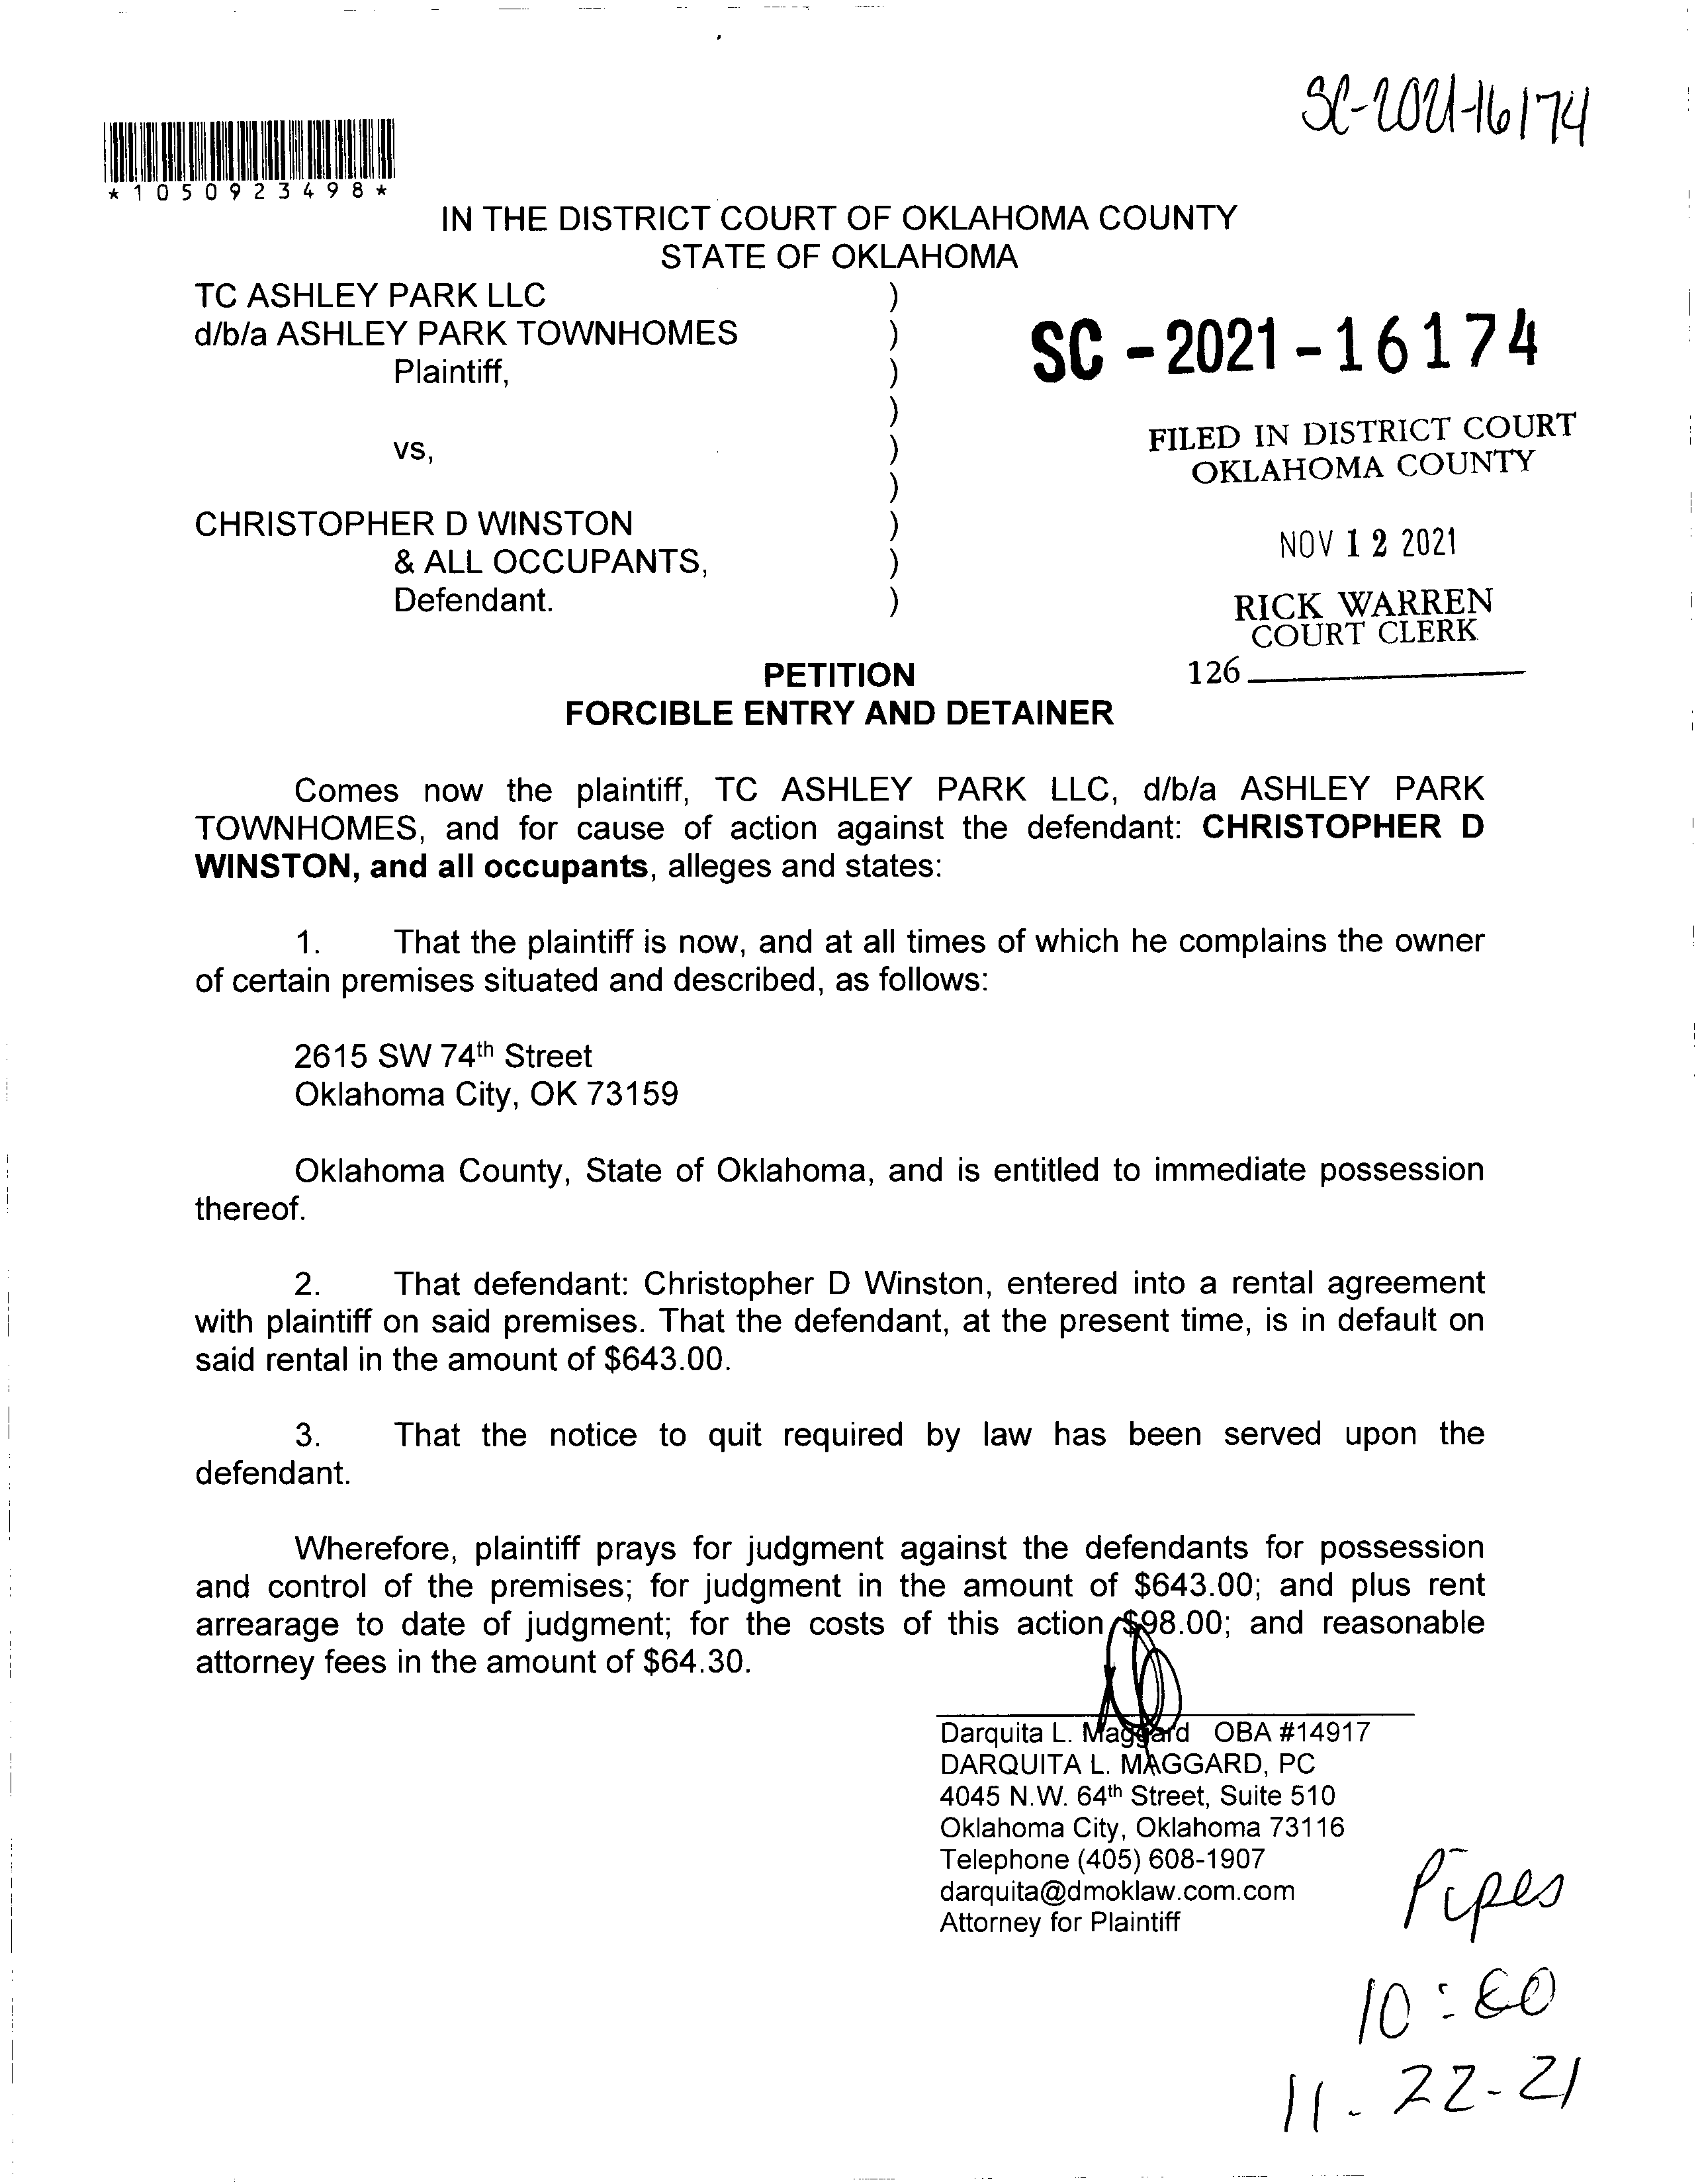 SC-2021-16174
*1050923498*
IN THE DISTRICT COURT OF OKLAHOMA COUNTY
STATE OF OKLAHOMA
TC ASHLEY PARK LLC )
d/b/a ASHLEY PARK TOWNHOMES )
Plaintiff, )
)
vs, )
)
CHRISTOPHER D WINSTON )
& ALL OCCUPANTS, )
Defendant. )
SC - 2021 - 16174
FILED IN DISTRICT COURT
OKLAHOMA COUNTY
NOV 12 2021
RICK WARREN
COURT CLERK
126
PETITION
FORCIBLE ENTRY AND DETAINER
Comes now the plaintiff, TC ASHLEY PARK LLC, d/b/a ASHLEY PARK
TOWNHOMES, and for cause of action against the defendant: CHRISTOPHER D
WINSTON, and all occupants, alleges and states:
1. That the plaintiff is now, and at all times of which he complains the owner
of certain premises situated and described, as follows:
2615 SW 74th Street
Oklahoma City, OK 73159
Oklahoma County, State of Oklahoma, and is entitled to immediate possession
thereof.
2. That defendant: Christopher D Winston, entered into a rental agreement
with plaintiff on said premises. That the defendant, at the present time, is in default on
said rental in the amount of $643.00.
3. That the notice to quit required by law has been served upon the
defendant.
Wherefore, plaintiff prays for judgment against the defendants for possession
and control of the premises; for judgment in the amount of $643.00; and plus rent
arrearage to date of judgment; for the costs of this action $98.00; and reasonable
attorney fees in the amount of $64.30.
Darquita L. Maggard OBA #14917
DARQUITA L. MAGGARD, PC
4045 N.W. 64th Street, Suite 510
Oklahoma City, Oklahoma 73116
Telephone (405) 608-1907
darquita@dmoklaw.com.com
Attorney for Plaintiff
Pipes
10:00
11-22-21